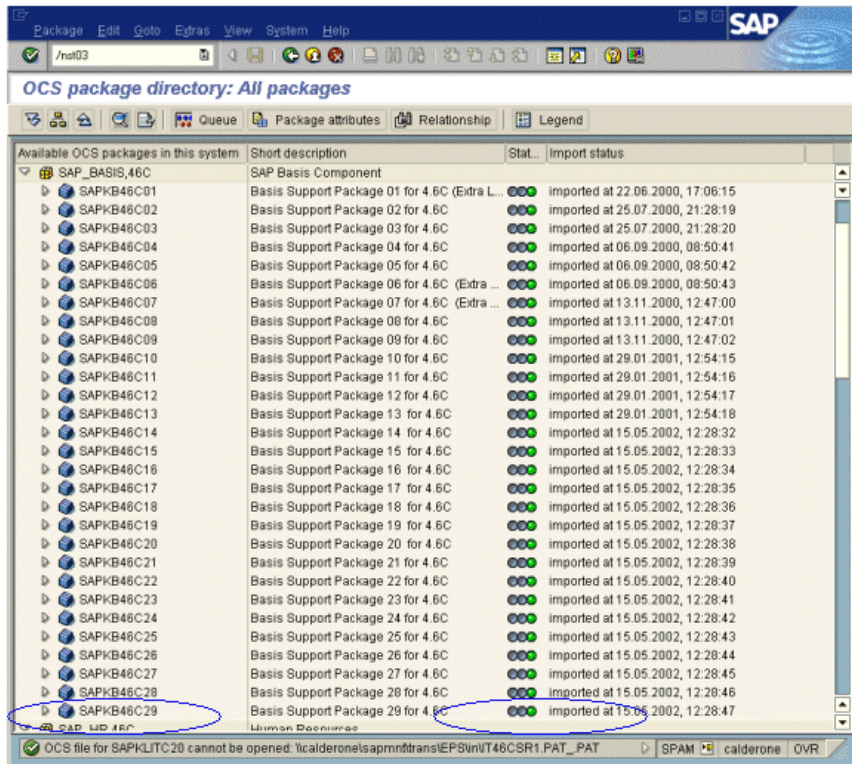 Package Edit Goto Extras View System Help
SAP
/nst03
OCS package directory: All packages
Queue Package attributes Relationship Legend
Available OCS packages in this system Short description Stat... Import status
SAP_BASIS,46C SAP Basis Component
SAPKB46C01 Basis Support Package 01 for 4.6C (Extra L... imported at 22.06.2000, 17:06:15
SAPKB46C02 Basis Support Package 02 for 4.6C imported at 25.07.2000, 21:28:19
SAPKB46C03 Basis Support Package 03 for 4.6C imported at 25.07.2000, 21:28:20
SAPKB46C04 Basis Support Package 04 for 4.6C imported at 06.09.2000, 08:50:41
SAPKB46C05 Basis Support Package 05 for 4.6C imported at 06.09.2000, 08:50:42
SAPKB46C06 Basis Support Package 06 for 4.6C (Extra ... imported at 06.09.2000, 08:50:43
SAPKB46C07 Basis Support Package 07 for 4.6C (Extra ... imported at 13.11.2000, 12:47:00
SAPKB46C08 Basis Support Package 08 for 4.6C imported at 13.11.2000, 12:47:01
SAPKB46C09 Basis Support Package 09 for 4.6C imported at 13.11.2000, 12:47:02
SAPKB46C10 Basis Support Package 10 for 4.6C imported at 29.01.2001, 12:54:15
SAPKB46C11 Basis Support Package 11 for 4.6C imported at 29.01.2001, 12:54:16
SAPKB46C12 Basis Support Package 12 for 4.6C imported at 29.01.2001, 12:54:17
SAPKB46C13 Basis Support Package 13 for 4.6C imported at 29.01.2001, 12:54:18
SAPKB46C14 Basis Support Package 14 for 4.6C imported at 15.05.2002, 12:28:32
SAPKB46C15 Basis Support Package 15 for 4.6C imported at 15.05.2002, 12:28:33
SAPKB46C16 Basis Support Package 16 for 4.6C imported at 15.05.2002, 12:28:34
SAPKB46C17 Basis Support Package 17 for 4.6C imported at 15.05.2002, 12:28:35
SAPKB46C18 Basis Support Package 18 for 4.6C imported at 15.05.2002, 12:28:36
SAPKB46C19 Basis Support Package 19 for 4.6C imported at 15.05.2002, 12:28:37
SAPKB46C20 Basis Support Package 20 for 4.6C imported at 15.05.2002, 12:28:38
SAPKB46C21 Basis Support Package 21 for 4.6C imported at 15.05.2002, 12:28:39
SAPKB46C22 Basis Support Package 22 for 4.6C imported at 15.05.2002, 12:28:40
SAPKB46C23 Basis Support Package 23 for 4.6C imported at 15.05.2002, 12:28:41
SAPKB46C24 Basis Support Package 24 for 4.6C imported at 15.05.2002, 12:28:42
SAPKB46C25 Basis Support Package 25 for 4.6C imported at 15.05.2002, 12:28:43
SAPKB46C26 Basis Support Package 26 for 4.6C imported at 15.05.2002, 12:28:44
SAPKB46C27 Basis Support Package 27 for 4.6C imported at 15.05.2002, 12:28:45
SAPKB46C28 Basis Support Package 28 for 4.6C imported at 15.05.2002, 12:28:46
SAPKB46C29 Basis Support Package 29 for 4.6C imported at 15.05.2002, 12:28:47
SAP_HR,46C Human Resources
OCS file for SAPKLITC20 cannot be opened: SPAM calderone OVR